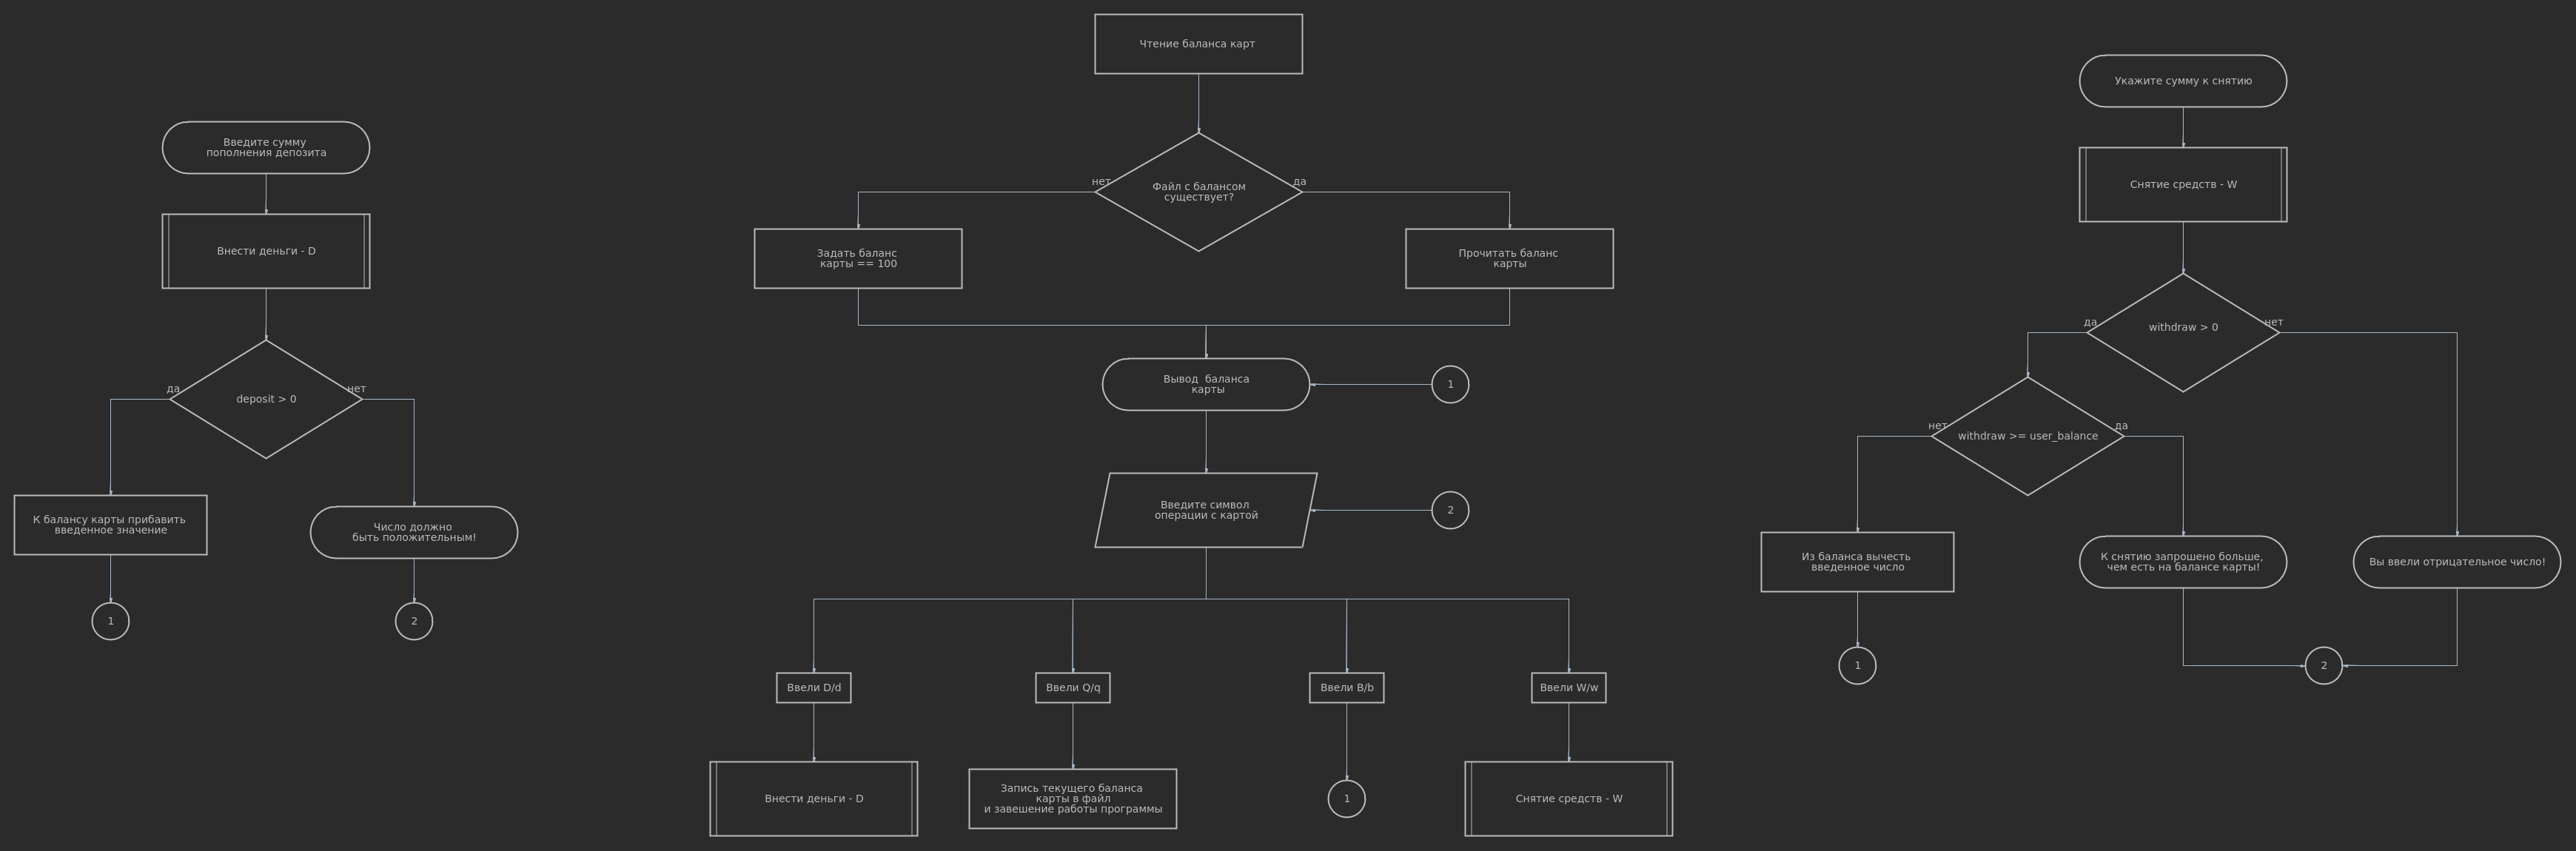 Введите сумму
пополнения депозита
Внести деньги - D
deposit > 0
да
нет
К балансу карты прибавить
введенное значение
Число должно
быть положительным!
1
2
Чтение баланса карт
Файл с балансом
существует?
нет
да
Задать баланс
карты == 100
Прочитать баланс
карты
Вывод  баланса
карты
1
Введите символ
операции с картой
2
Ввели D/d
Ввели Q/q
Ввели B/b
Ввели W/w
Внести деньги - D
Запись текущего баланса
карты в файл
и завешение работы программы
1
Снятие средств - W
Укажите сумму к снятию
Снятие средств - W
withdraw > 0
да
нет
withdraw >= user_balance
нет
да
Из баланса вычесть
введенное число
К снятию запрошено больше,
чем есть на балансе карты!
Вы ввели отрицательное число!
1
2